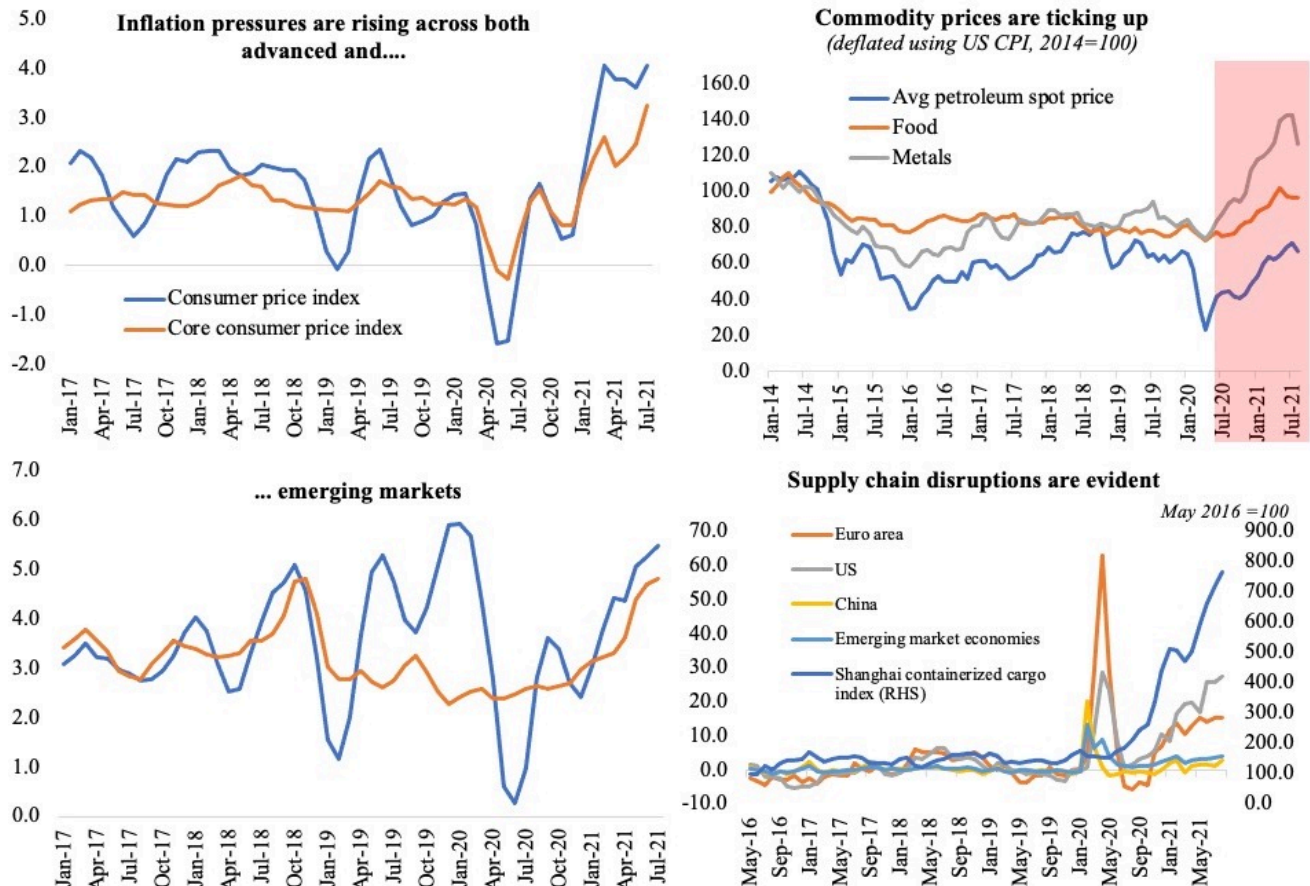 Inflation pressures are rising across both
advanced and....
5.0
4.0
3.0
2.0
1.0
0.0
-1.0
-2.0
Consumer price index
Core consumer price index
Jan-17
Apr-17
Jul-17
Oct-17
Jan-18
Apr-18
Jul-18
Oct-18
Jan-19
Apr-19
Jul-19
Oct-19
Jan-20
Apr-20
Jul-20
Oct-20
Jan-21
Apr-21
Jul-21
Commodity prices are ticking up
(deflated using US CPI, 2014=100)
160.0
140.0
120.0
100.0
80.0
60.0
40.0
20.0
0.0
Avg petroleum spot price
Food
Metals
Jan-14
Jul-14
Jan-15
Jul-15
Jan-16
Jul-16
Jan-17
Jul-17
Jan-18
Jul-18
Jan-19
Jul-19
Jan-20
Jul-20
Jan-21
Jul-21
... emerging markets
7.0
6.0
5.0
4.0
3.0
2.0
1.0
0.0
Jan-17
Apr-17
Jul-17
Oct-17
Jan-18
Apr-18
Jul-18
Oct-18
Jan-19
Apr-19
Jul-19
Oct-19
Jan-20
Apr-20
Jul-20
Oct-20
Jan-21
Apr-21
Jul-21
Supply chain disruptions are evident
May 2016 =100
70.0
60.0
50.0
40.0
30.0
20.0
10.0
0.0
-10.0
Euro area
US
China
Emerging market economies
Shanghai containerized cargo
index (RHS)
900.0
800.0
700.0
600.0
500.0
400.0
300.0
200.0
100.0
0.0
May-16
Sep-16
Jan-17
May-17
Sep-17
Jan-18
May-18
Sep-18
Jan-19
May-19
Sep-19
Jan-20
May-20
Sep-20
Jan-21
May-21